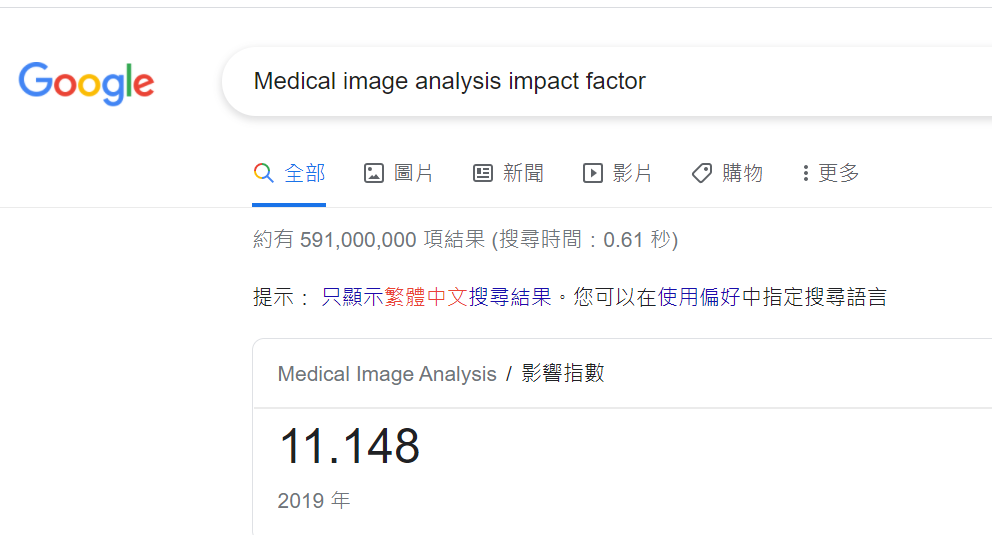 Google
Medical image analysis impact factor
全部 圖片 新聞 影片 購物 更多
約有 591,000,000 項結果 (搜尋時間：0.61 秒)
提示： 只顯示繁體中文搜尋結果。您可以在使用偏好中指定搜尋語言
Medical Image Analysis / 影響指數
11.148
2019 年